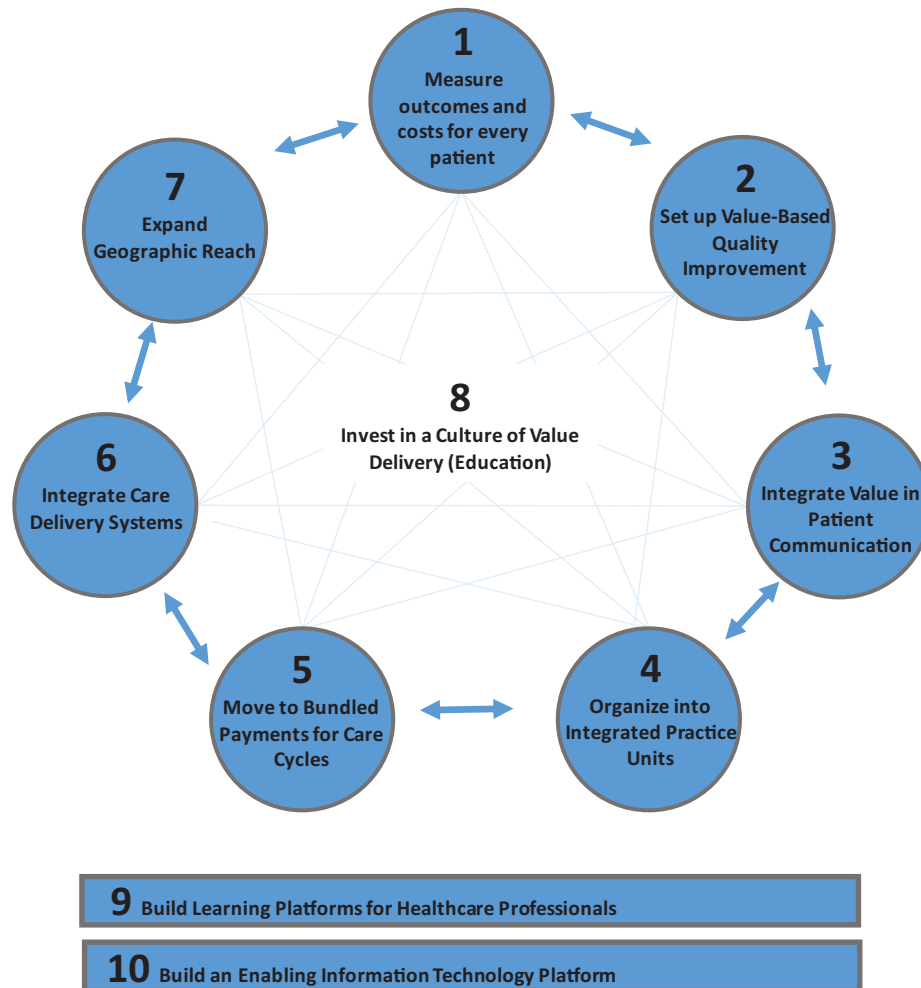 1
Measure
outcomes and
costs for every
patient
2
Set up Value-Based
Quality
Improvement
3
Integrate Value in
Patient
Communication
4
Organize into
Integrated Practice
Units
5
Move to Bundled
Payments for Care
Cycles
6
Integrate Care
Delivery Systems
7
Expand
Geographic Reach
8
Invest in a Culture of Value
Delivery (Education)
9 Build Learning Platforms for Healthcare Professionals
10 Build an Enabling Information Technology Platform